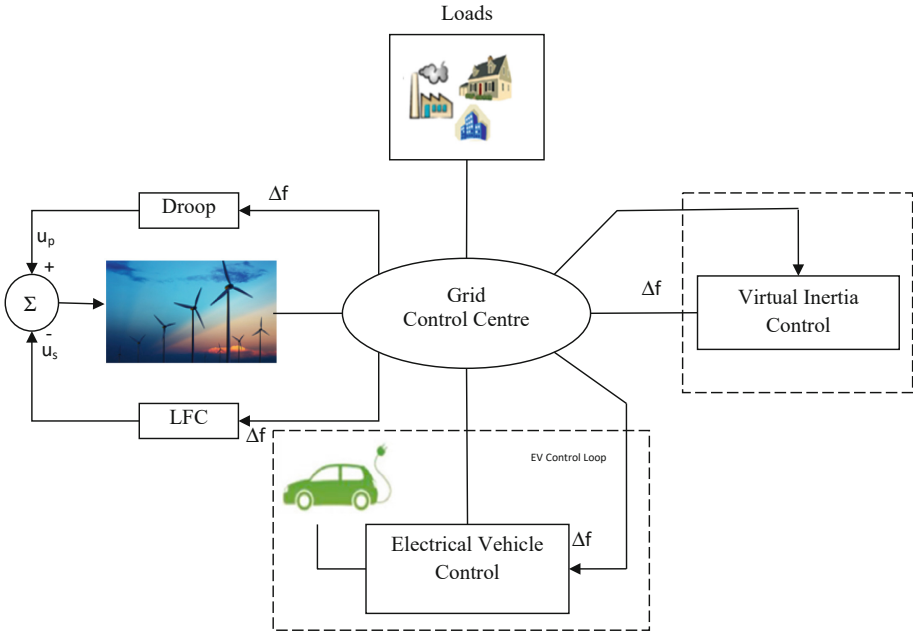 Loads
Droop
Δf
u_p
+
Σ
-
u_s
LFC
Δf
Grid
Control Centre
Δf
Virtual Inertia
Control
EV Control Loop
Electrical Vehicle
Control
Δf